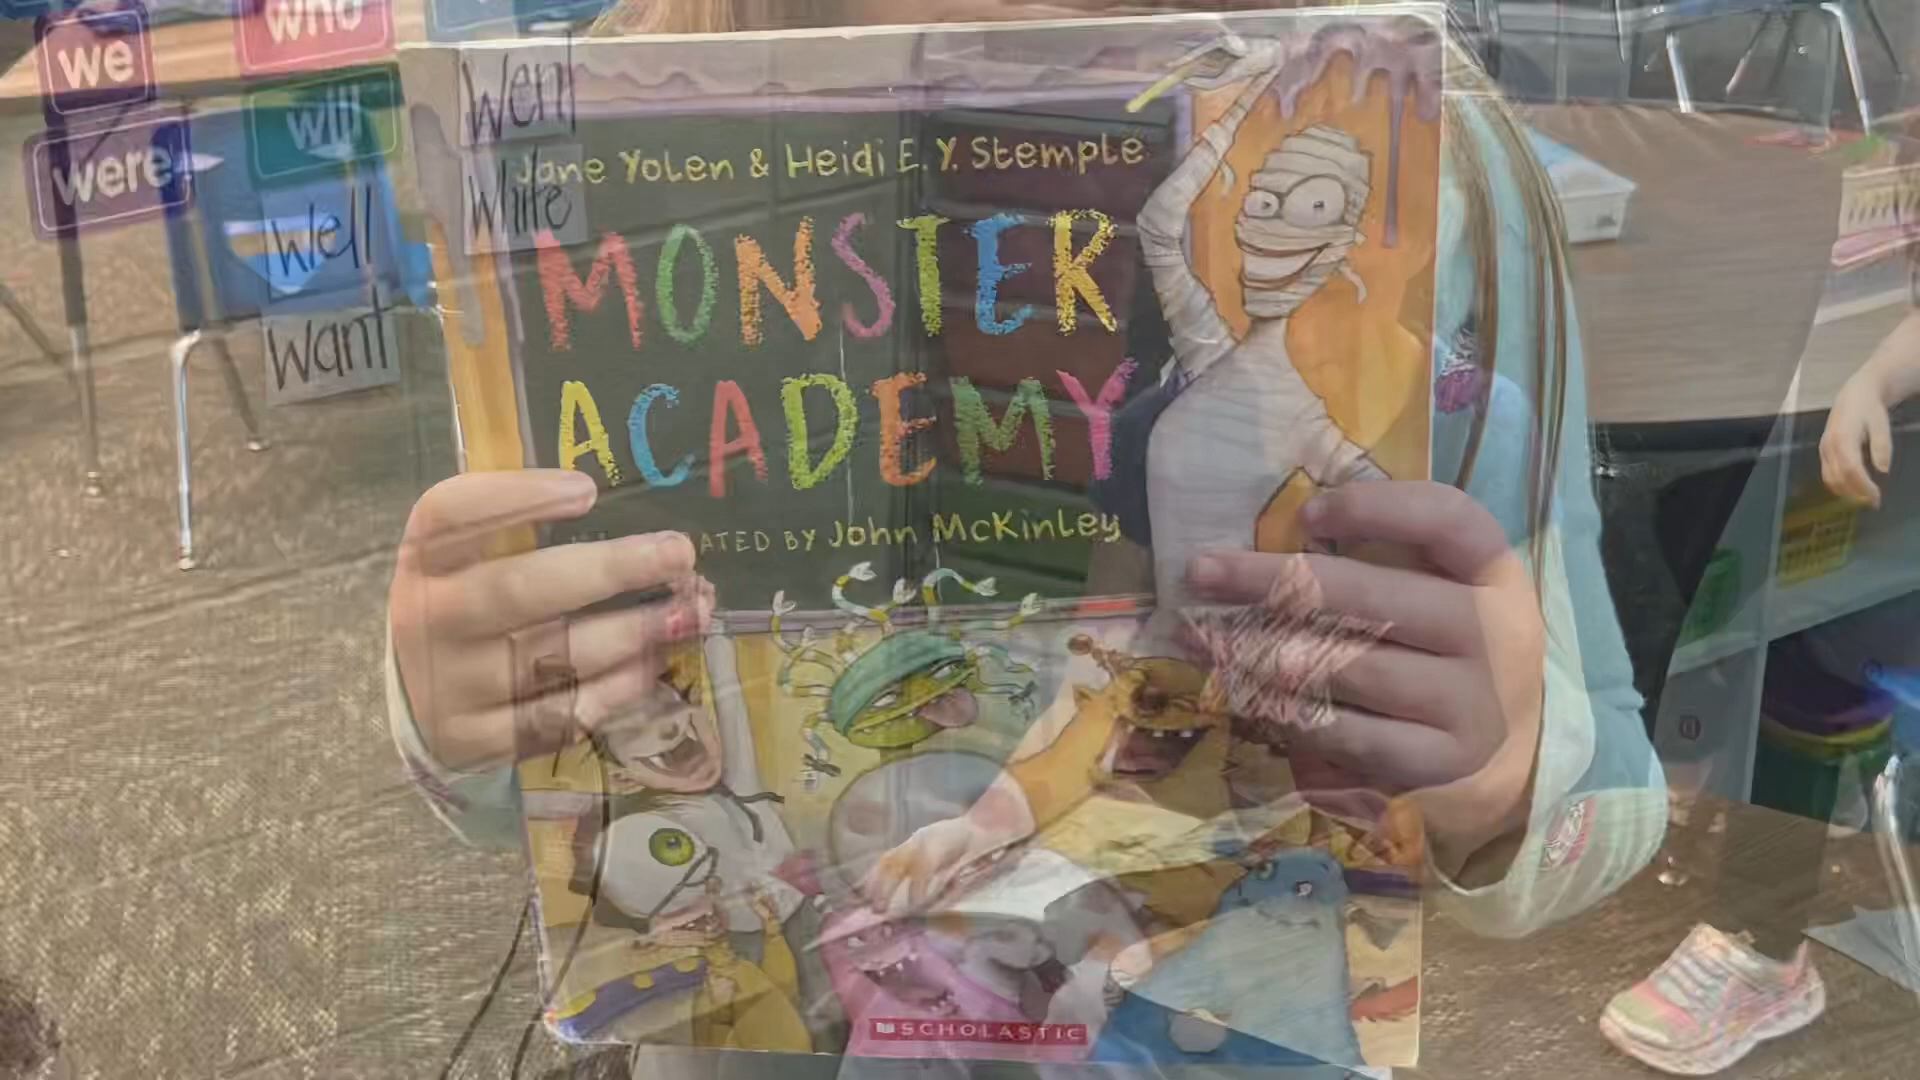 we
who
were
will
Well
Want
Went
White
Jane Yolen & Heidi E. Y. Stemple
MONSTER
ACADEMY
ATED BY John McKinley
SCHOLASTIC